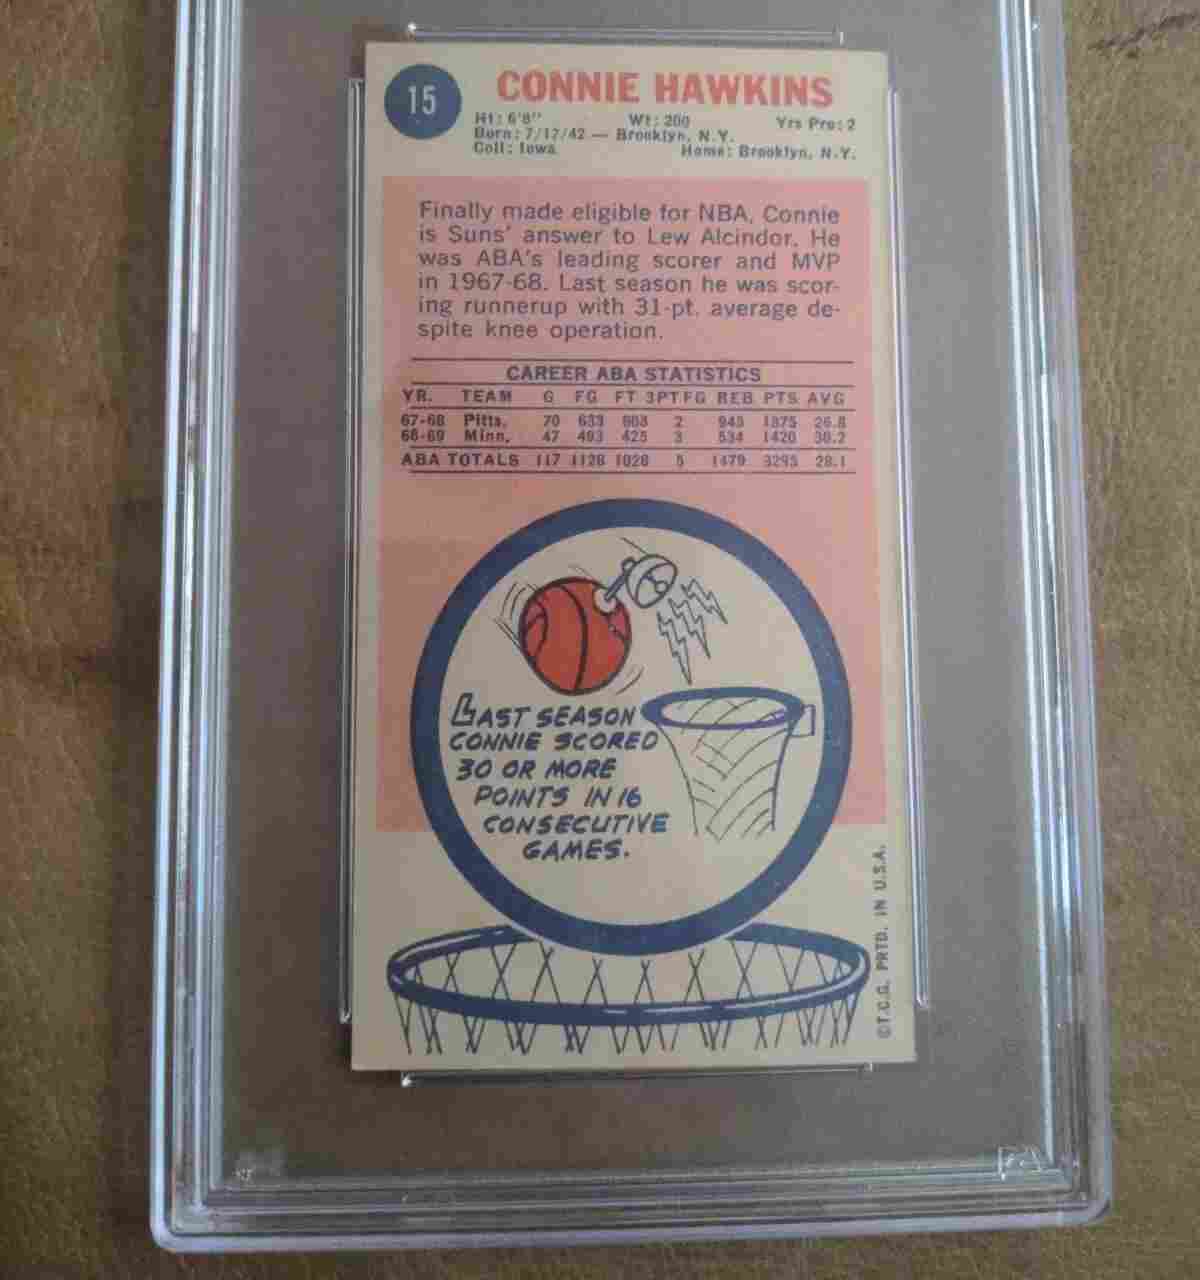 15
CONNIE HAWKINS
Ht: 6'8" Wt: 200 Yrs Pro: 2
Born: 7/17/42 — Brooklyn, N.Y.
Coll: Iowa Home: Brooklyn, N.Y.
Finally made eligible for NBA, Connie
is Suns' answer to Lew Alcindor. He
was ABA's leading scorer and MVP
in 1967-68. Last season he was scor-
ing runnerup with 31-pt. average de-
spite knee operation.
CAREER ABA STATISTICS
YR. TEAM G FG FT 3PTFG REB PTS AVG
67-68 Pitts. 70 633 603 2 945 1875 26.8
68-69 Minn. 47 493 425 3 534 1420 30.2
ABA TOTALS 117 1126 1028 5 1479 3295 28.1
LAST SEASON
CONNIE SCORED
30 OR MORE
POINTS IN 16
CONSECUTIVE
GAMES.
©T.C.G. PRTD. IN U.S.A.